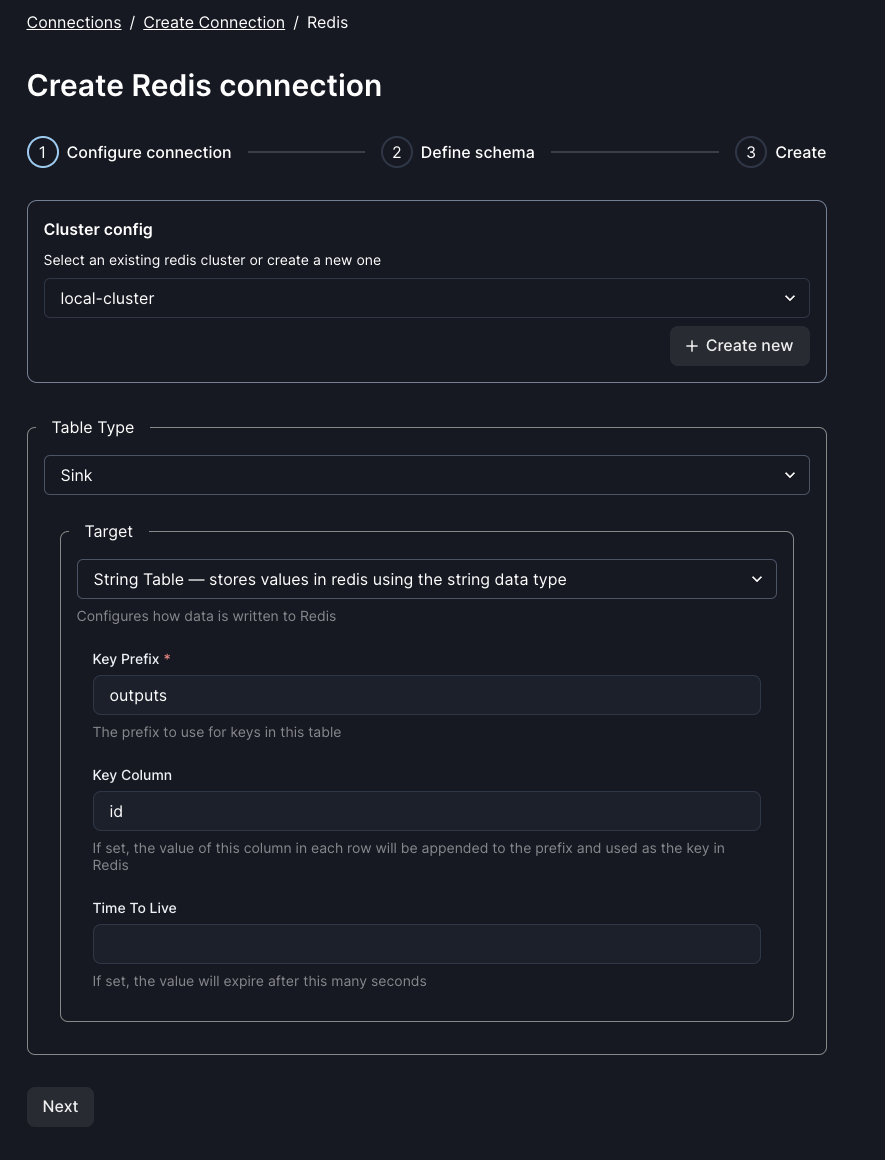 Connections / Create Connection / Redis
Create Redis connection
1 Configure connection 2 Define schema 3 Create
Cluster config
Select an existing redis cluster or create a new one
local-cluster
+ Create new
Table Type
Sink
Target
String Table — stores values in redis using the string data type
Configures how data is written to Redis
Key Prefix *
outputs
The prefix to use for keys in this table
Key Column
id
If set, the value of this column in each row will be appended to the prefix and used as the key in
Redis
Time To Live
If set, the value will expire after this many seconds
Next